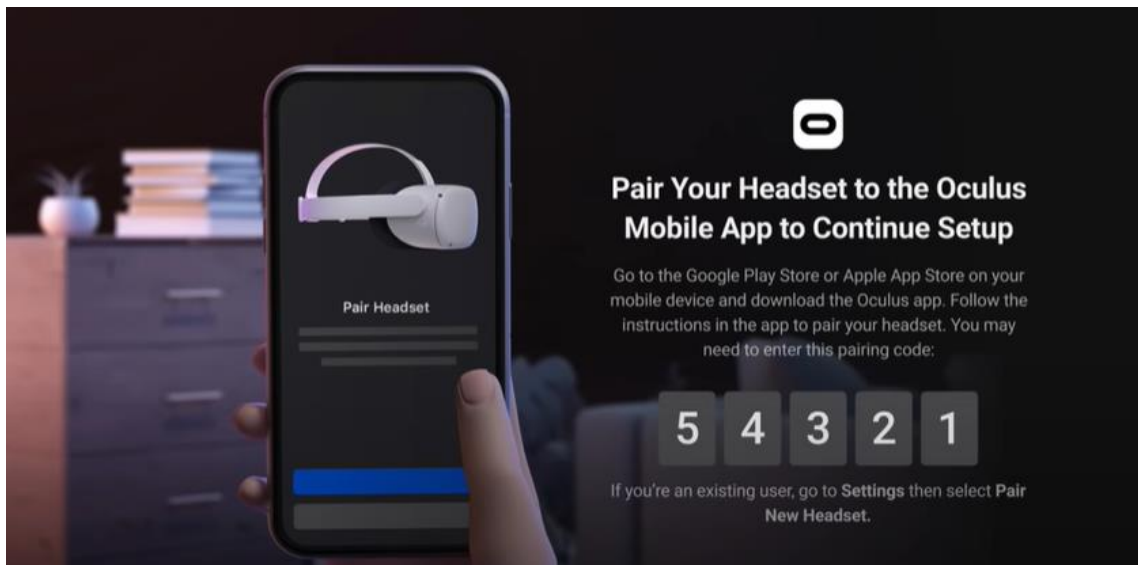 Pair Headset
Pair Your Headset to the Oculus
Mobile App to Continue Setup
Go to the Google Play Store or Apple App Store on your
mobile device and download the Oculus app. Follow the
instructions in the app to pair your headset. You may
need to enter this pairing code:
5 4 3 2 1
If you're an existing user, go to Settings then select Pair
New Headset.